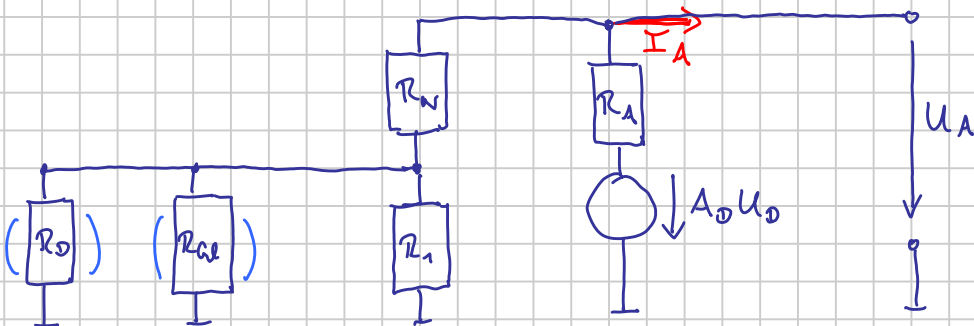 I_A
R_N
R_A
U_A
A_D U_D
(R_D)
(R_Gl)
R_1